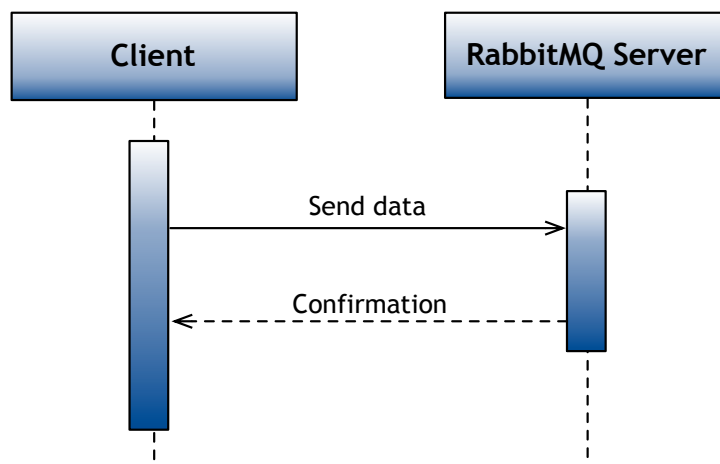 Client
RabbitMQ Server
Send data
Confirmation